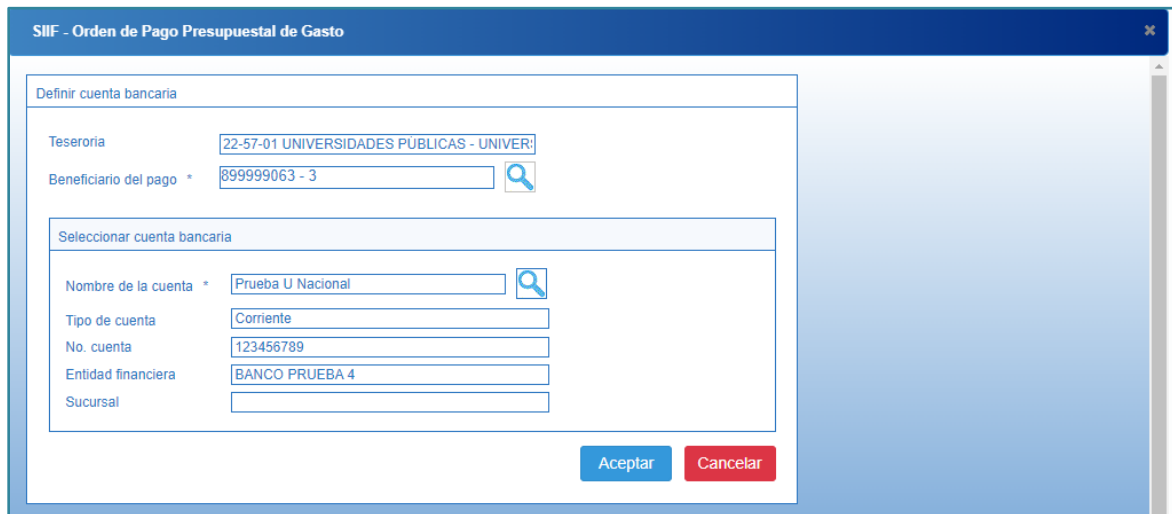 SIIF - Orden de Pago Presupuestal de Gasto
Definir cuenta bancaria
Teseroria 22-57-01 UNIVERSIDADES PÚBLICAS - UNIVER
Beneficiario del pago * 899999063 - 3
Seleccionar cuenta bancaria
Nombre de la cuenta * Prueba U Nacional
Tipo de cuenta Corriente
No. cuenta 123456789
Entidad financiera BANCO PRUEBA 4
Sucursal
Aceptar Cancelar